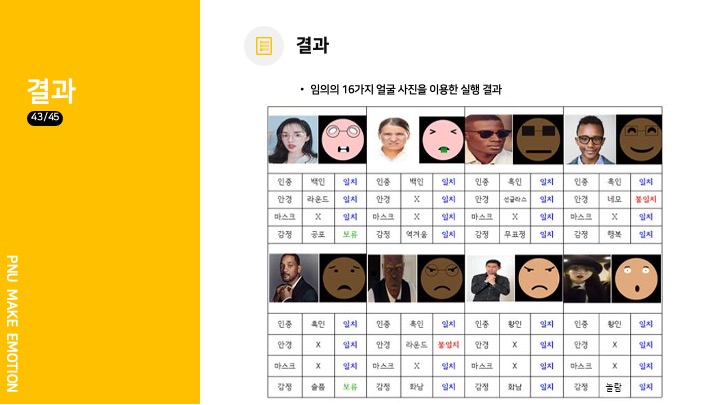 결과
43/45
PNU MAKE EMOTION
결과
• 임의의 16가지 얼굴 사진을 이용한 실행 결과
인종 백인 일치 인종 백인 일치 인종 흑인 일치 인종 흑인 일치
안경 라운드 일치 안경 X 일치 안경 선글라스 일치 안경 네모 불일치
마스크 X 일치 마스크 X 일치 마스크 X 일치 마스크 X 일치
감정 공포 보류 감정 역겨움 일치 감정 무표정 일치 감정 행복 일치
인종 흑인 일치 인종 흑인 일치 인종 황인 일치 인종 황인 일치
안경 X 일치 안경 라운드 불일치 안경 X 일치 안경 X 일치
마스크 X 일치 마스크 X 일치 마스크 X 일치 마스크 X 일치
감정 슬픔 보류 감정 화남 일치 감정 화남 일치 감정 놀람 일치